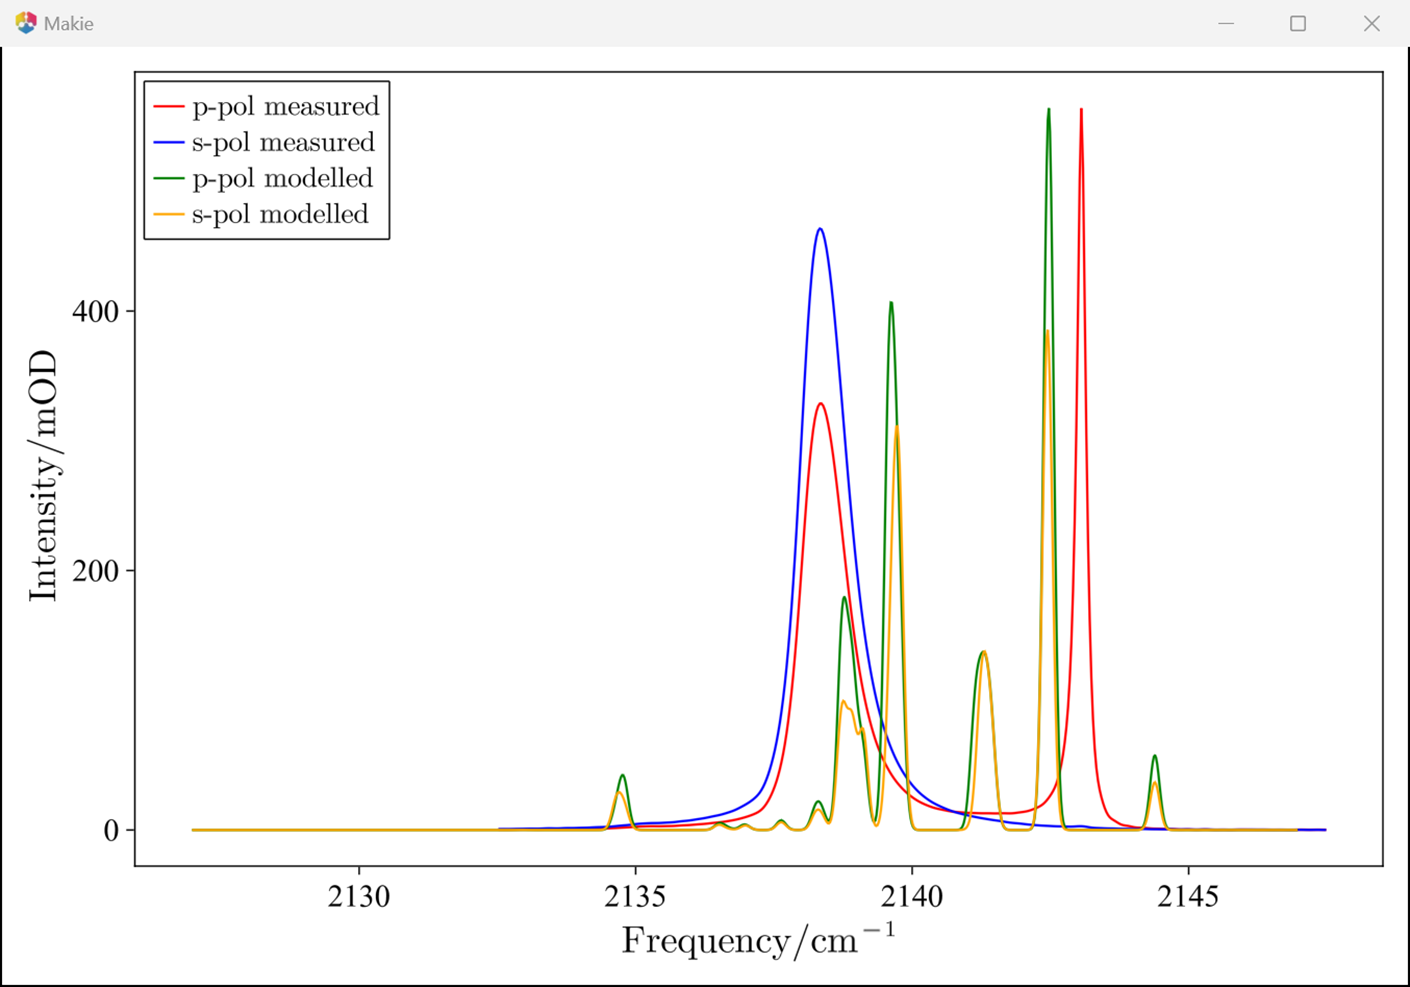 Makie
p-pol measured
s-pol measured
p-pol modelled
s-pol modelled
400
200
0
Intensity/mOD
2130 2135 2140 2145
Frequency/cm⁻¹